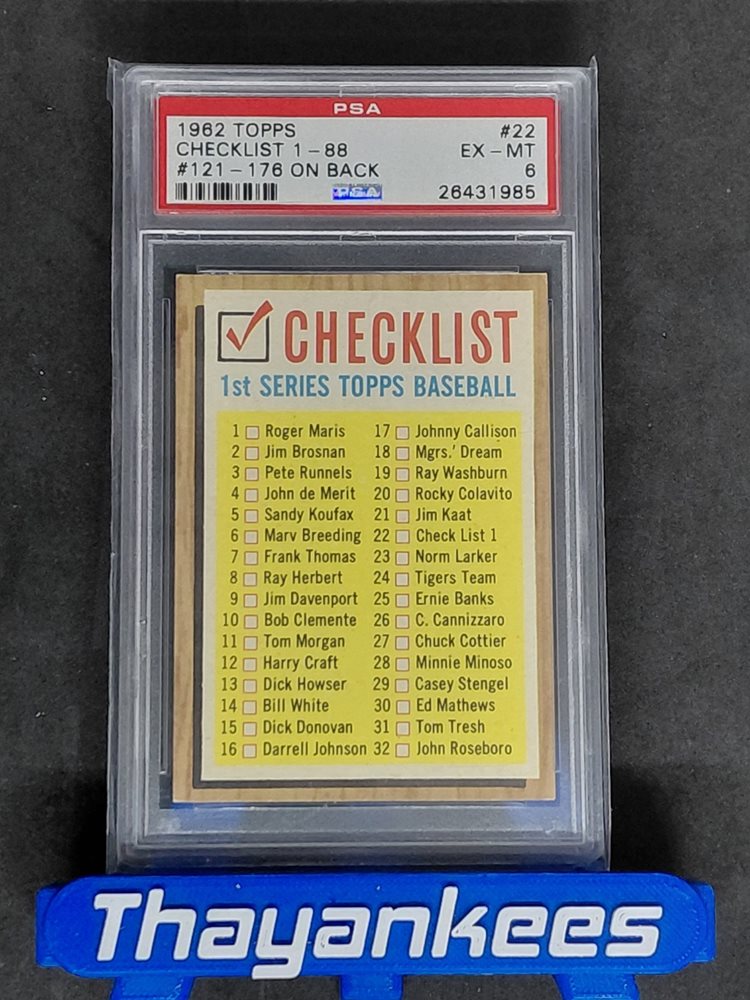 PSA
1962 TOPPS #22
CHECKLIST 1-88 EX-MT
#121-176 ON BACK 6
PSA 26431985
CHECKLIST
1st SERIES TOPPS BASEBALL
1 Roger Maris 17 Johnny Callison
2 Jim Brosnan 18 Mgrs.' Dream
3 Pete Runnels 19 Ray Washburn
4 John de Merit 20 Rocky Colavito
5 Sandy Koufax 21 Jim Kaat
6 Marv Breeding 22 Check List 1
7 Frank Thomas 23 Norm Larker
8 Ray Herbert 24 Tigers Team
9 Jim Davenport 25 Ernie Banks
10 Bob Clemente 26 C. Cannizzaro
11 Tom Morgan 27 Chuck Cottier
12 Harry Craft 28 Minnie Minoso
13 Dick Howser 29 Casey Stengel
14 Bill White 30 Ed Mathews
15 Dick Donovan 31 Tom Tresh
16 Darrell Johnson 32 John Roseboro
Thayankees